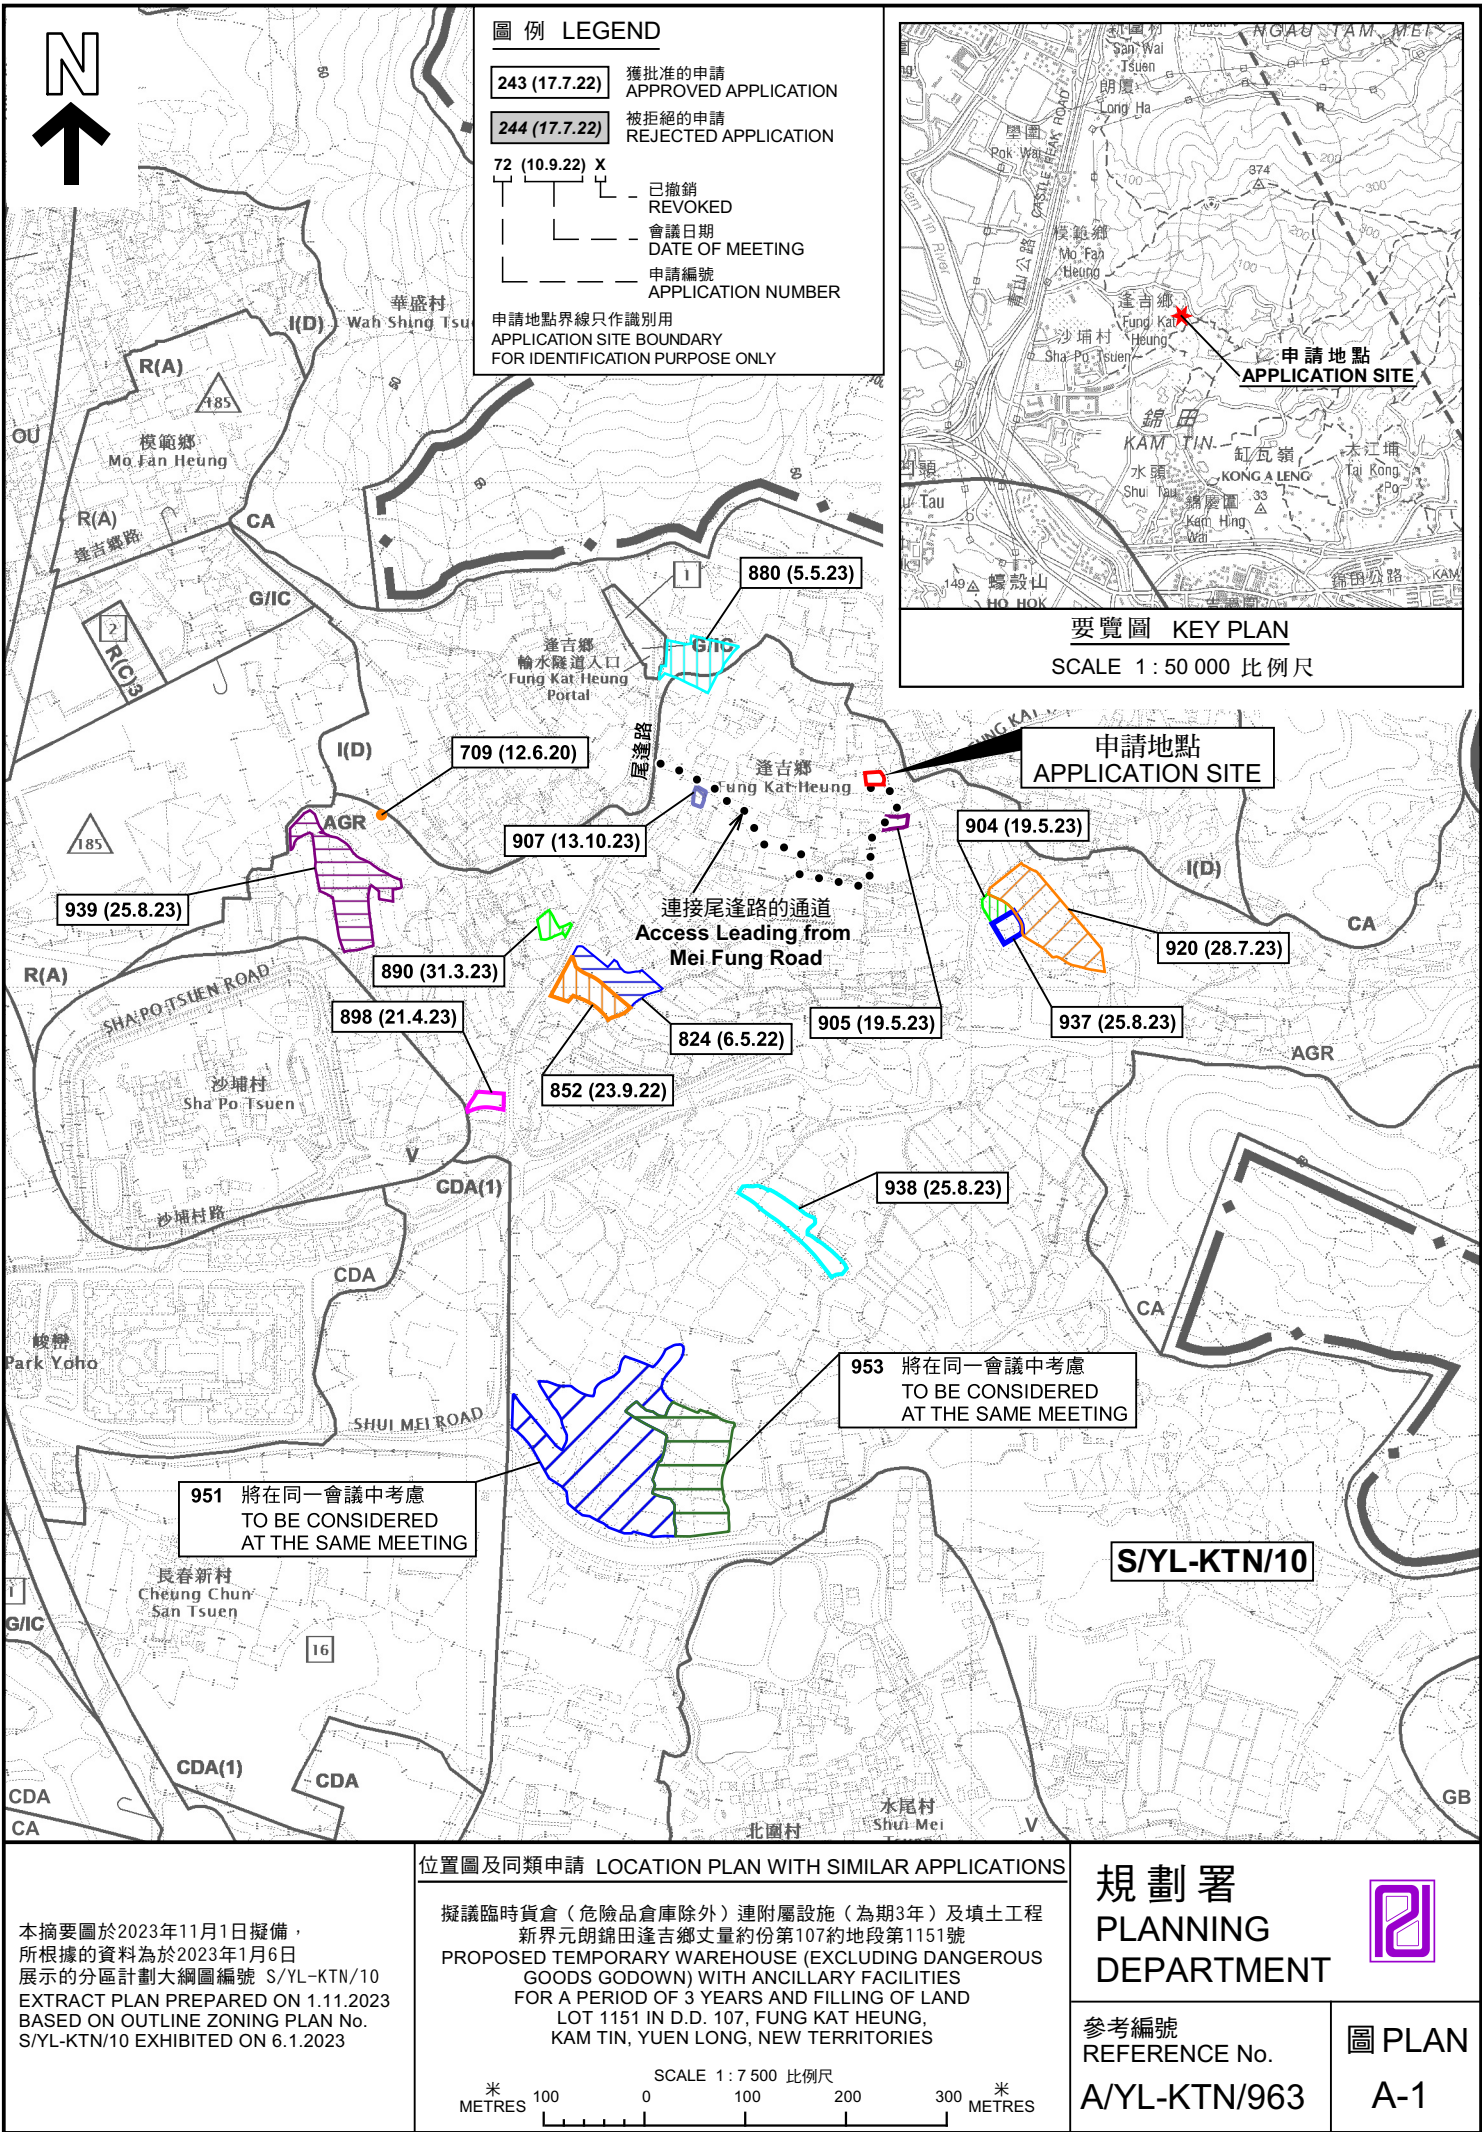 N
圖 例 LEGEND
243 (17.7.22)
獲批准的申請
APPROVED APPLICATION
244 (17.7.22)
被拒絕的申請
REJECTED APPLICATION
72 (10.9.22) X
已撤銷
REVOKED
會議日期
DATE OF MEETING
申請編號
APPLICATION NUMBER
申請地點界線只作識別用
APPLICATION SITE BOUNDARY
FOR IDENTIFICATION PURPOSE ONLY
NGAU TAM MEI
新圍村
San Wai
Tsuen
朗廈
Long Ha
壆圍
Pok Wai
青山公路 CASTLE PEAK ROAD
模範鄉
Mo Fan
Heung
逢吉鄉
Fung Kat
Heung
沙埔村
Sha Po Tsuen
374
200
300
100
申請地點
APPLICATION SITE
錦田
KAM TIN
缸瓦嶺
KONG A LENG
大江埔
Tai Kong
Po
水頭
Shui Tau
錦慶圍
Kam Hing
Wai
33
149
蠔殼山
HO HOK
錦田公路
KAM
要覽圖 KEY PLAN
SCALE 1 : 50 000 比例尺
華盛村
Wah Shing Tsu
I(D)
R(A)
185
OU
模範鄉
Mo Fan Heung
R(A)
逢吉鄉路
CA
G/IC
2
R(C)3
50
1
880 (5.5.23)
G/IC
逢吉鄉
輸水隧道入口
Fung Kat Heung
Portal
尾逢路
I(D)
709 (12.6.20)
逢吉鄉
Fung Kat Heung
申請地點
APPLICATION SITE
AGR
185
907 (13.10.23)
904 (19.5.23)
I(D)
939 (25.8.23)
連接尾逢路的通道
Access Leading from
Mei Fung Road
CA
920 (28.7.23)
R(A)
890 (31.3.23)
SHA PO TSUEN ROAD
898 (21.4.23)
824 (6.5.22)
905 (19.5.23)
937 (25.8.23)
AGR
852 (23.9.22)
沙埔村
Sha Po Tsuen
V
CDA(1)
938 (25.8.23)
沙埔村路
CDA
CA
峻巒
Park Yoho
953 將在同一會議中考慮
TO BE CONSIDERED
AT THE SAME MEETING
SHUI MEI ROAD
951 將在同一會議中考慮
TO BE CONSIDERED
AT THE SAME MEETING
S/YL-KTN/10
長春新村
Cheung Chun
San Tsuen
1
G/IC
16
CDA(1)
CDA
CDA
CA
北圍村
水尾村
Shui Mei
V
GB
本摘要圖於2023年11月1日擬備，
所根據的資料為於2023年1月6日
展示的分區計劃大綱圖編號 S/YL-KTN/10
EXTRACT PLAN PREPARED ON 1.11.2023
BASED ON OUTLINE ZONING PLAN No.
S/YL-KTN/10 EXHIBITED ON 6.1.2023
位置圖及同類申請 LOCATION PLAN WITH SIMILAR APPLICATIONS
擬議臨時貨倉（危險品倉庫除外）連附屬設施（為期3年）及填土工程
新界元朗錦田逢吉鄉丈量約份第107約地段第1151號
PROPOSED TEMPORARY WAREHOUSE (EXCLUDING DANGEROUS
GOODS GODOWN) WITH ANCILLARY FACILITIES
FOR A PERIOD OF 3 YEARS AND FILLING OF LAND
LOT 1151 IN D.D. 107, FUNG KAT HEUNG,
KAM TIN, YUEN LONG, NEW TERRITORIES
SCALE 1 : 7 500 比例尺
米 METRES 100 0 100 200 300 米 METRES
規劃署
PLANNING
DEPARTMENT
參考編號
REFERENCE No.
A/YL-KTN/963
圖 PLAN
A-1